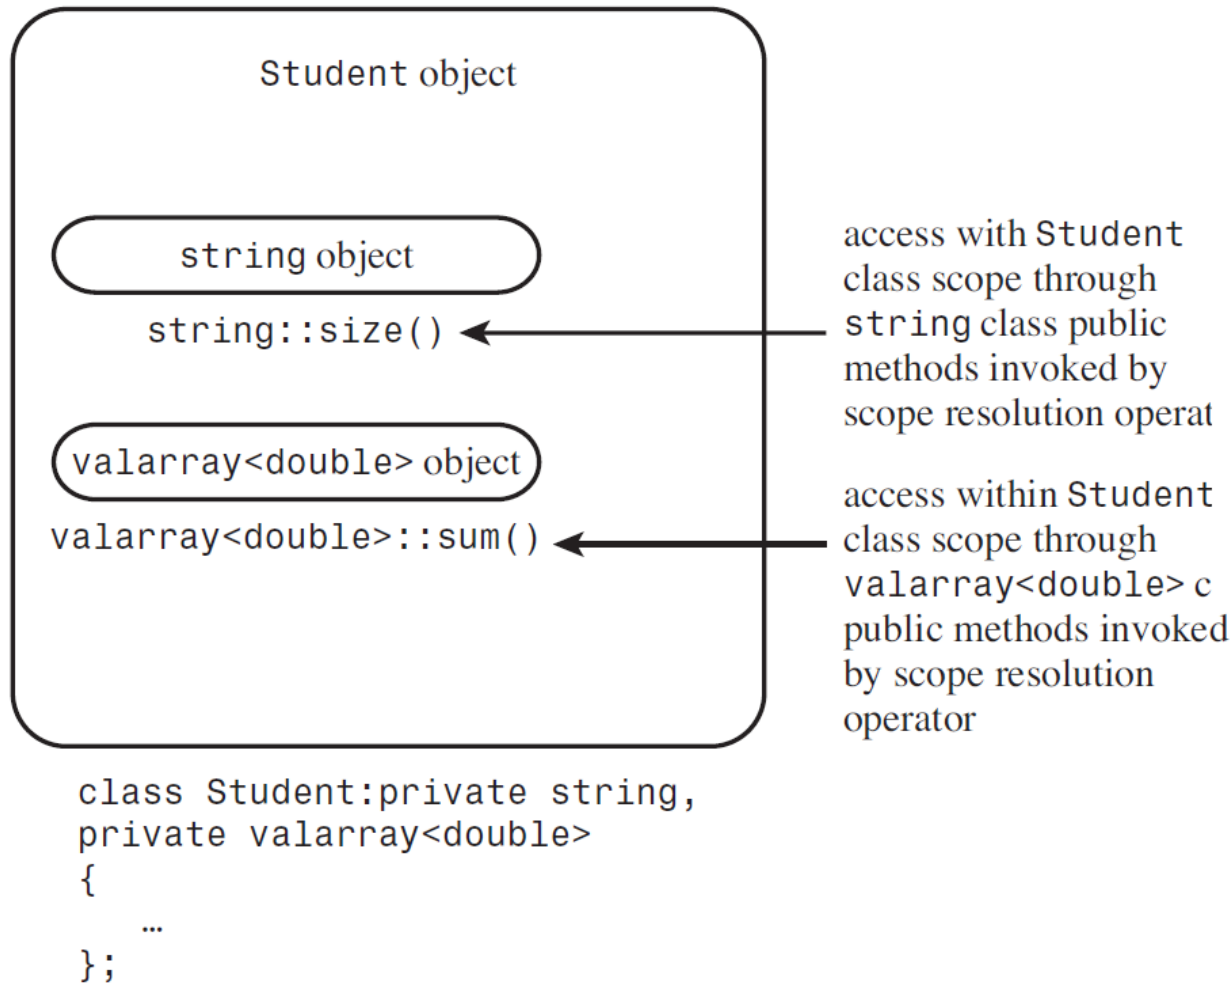 Student object
string object
string::size()
valarray<double> object
valarray<double>::sum()
access with Student
class scope through
string class public
methods invoked by
scope resolution operat
access within Student
class scope through
valarray<double> c
public methods invoked
by scope resolution
operator
class Student:private string,
private valarray<double>
{
…
};